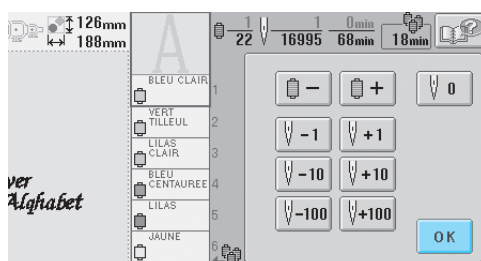 126mm
188mm
1 1 0min
22 16995 68min 18min
A
BLEU CLAIR 1
VERT
TILLEUL 2
LILAS
CLAIR 3
BLEU
CENTAUREE 4
LILAS 5
JAUNE 6
− + 0
−1 +1
−10 +10
−100 +100
OK
Alphabet